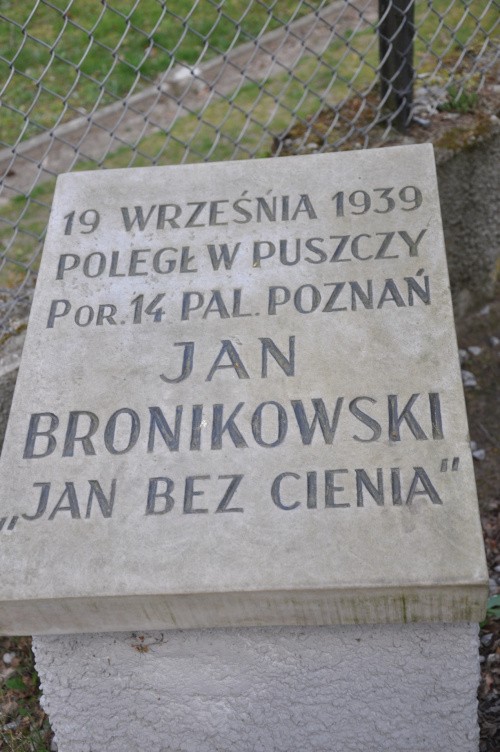 19 WRZEŚNIA 1939
POLEGŁ W PUSZCZY
POR. 14 PAL. POZNAŃ
JAN
BRONIKOWSKI
„JAN BEZ CIENIA"